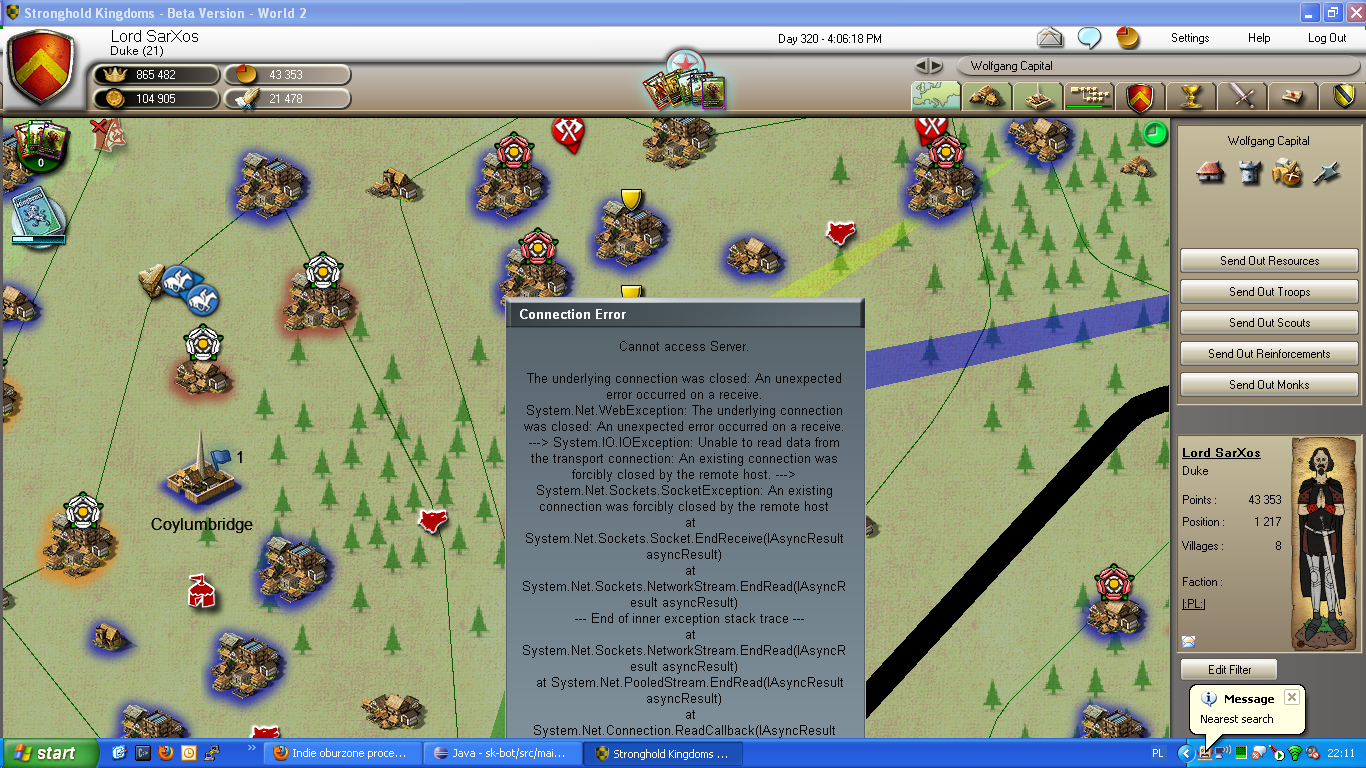 Stronghold Kingdoms - Beta Version - World 2
Lord SarXos
Duke (21)
Day 320 - 4:06:18 PM
Settings
Help
Log Out
865 482
43 353
104 905
21 478
Wolfgang Capital
0
Wolfgang Capital
Send Out Resources
Send Out Troops
Send Out Scouts
Send Out Reinforcements
Send Out Monks
1
Coylumbridge
Connection Error
Cannot access Server.
The underlying connection was closed: An unexpected
error occurred on a receive.
System.Net.WebException: The underlying connection
was closed: An unexpected error occurred on a receive.
---> System.IO.IOException: Unable to read data from
the transport connection: An existing connection was
forcibly closed by the remote host. --->
System.Net.Sockets.SocketException: An existing
connection was forcibly closed by the remote host
at
System.Net.Sockets.Socket.EndReceive(IAsyncResult
asyncResult)
at
System.Net.Sockets.NetworkStream.EndRead(IAsyncR
esult asyncResult)
--- End of inner exception stack trace ---
at
System.Net.Sockets.NetworkStream.EndRead(IAsyncR
esult asyncResult)
at System.Net.PooledStream.EndRead(IAsyncResult
asyncResult)
at
System.Net.Connection.ReadCallback(IAsyncResult
Lord SarXos
Duke
Points : 43 353
Position : 1 217
Villages : 8
Faction :
|:PL:|
Edit Filter
Message
Nearest search
start
Indie oburzone proce...
Java - sk-bot/src/mai...
Stronghold Kingdoms ...
PL
22:11